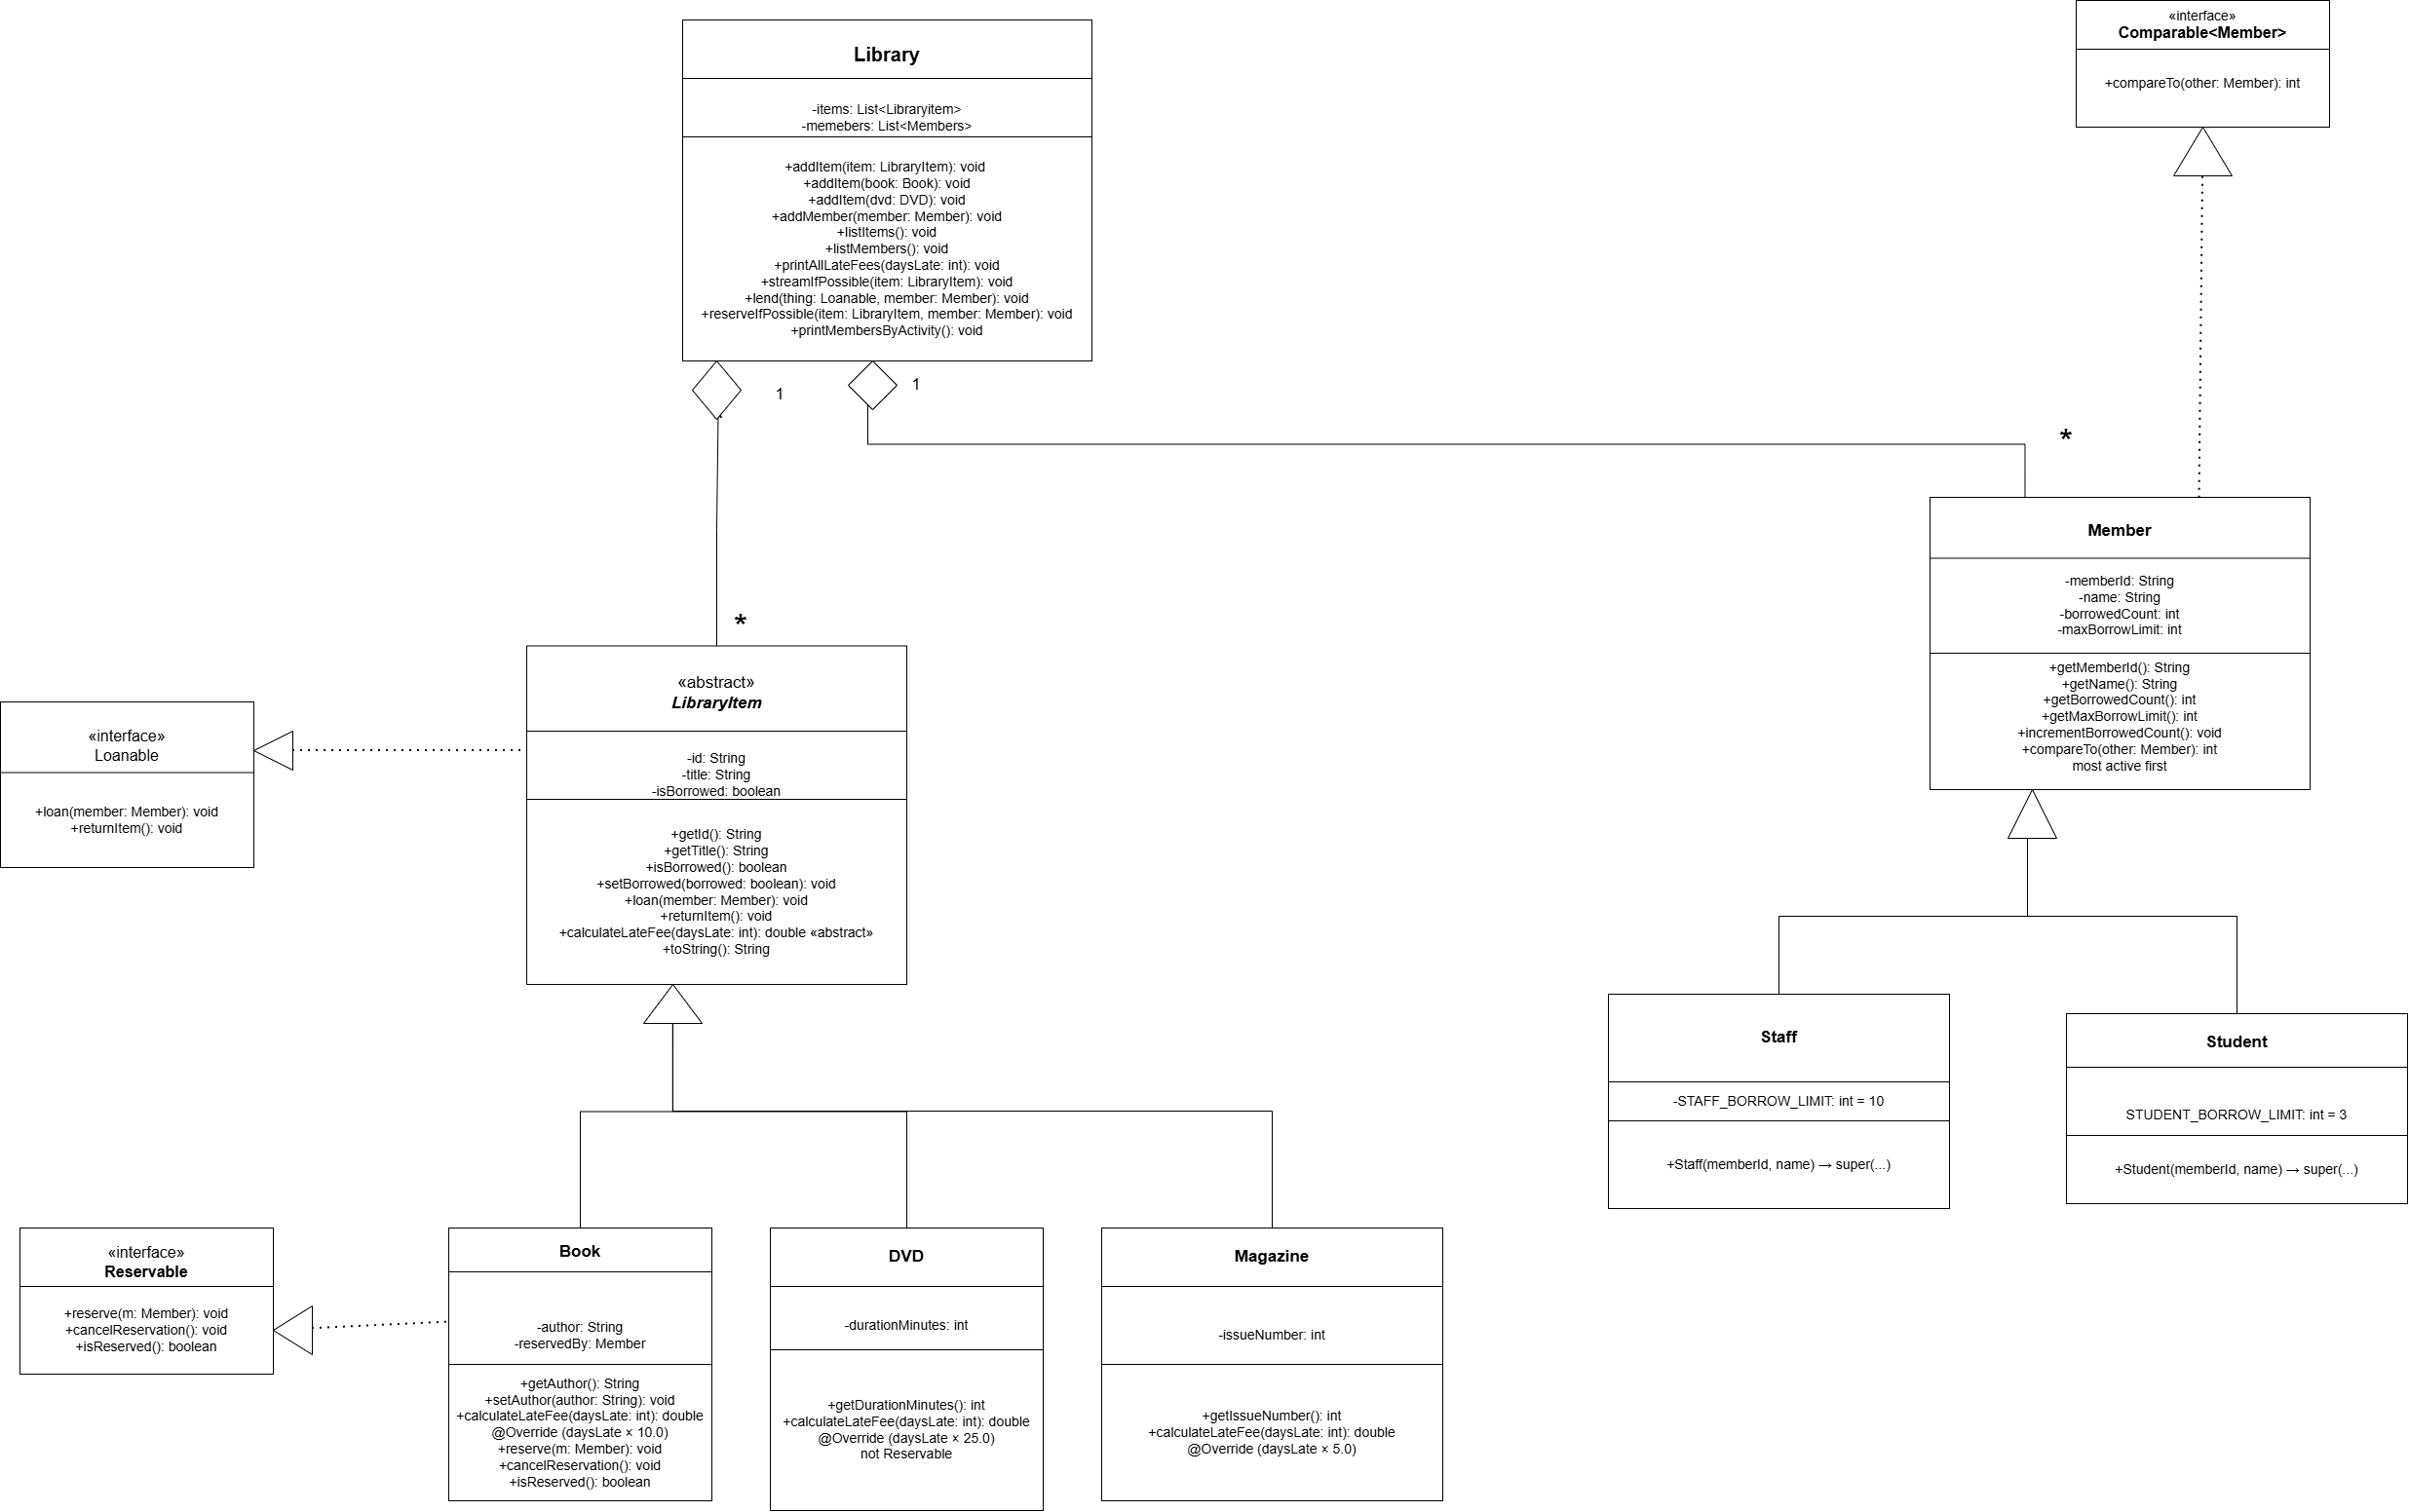 Library
-items: List<Libraryitem>
-memebers: List<Members>
+addItem(item: LibraryItem): void
+addItem(book: Book): void
+addItem(dvd: DVD): void
+addMember(member: Member): void
+listItems(): void
+listMembers(): void
+printAllLateFees(daysLate: int): void
+streamIfPossible(item: LibraryItem): void
+lend(thing: Loanable, member: Member): void
+reserveIfPossible(item: LibraryItem, member: Member): void
+printMembersByActivity(): void
1
1
*
*
«interface»
Comparable<Member>
+compareTo(other: Member): int
Member
-memberId: String
-name: String
-borrowedCount: int
-maxBorrowLimit: int
+getMemberId(): String
+getName(): String
+getBorrowedCount(): int
+getMaxBorrowLimit(): int
+incrementBorrowedCount(): void
+compareTo(other: Member): int
most active first
«interface»
Loanable
+loan(member: Member): void
+returnItem(): void
«abstract»
LibraryItem
-id: String
-title: String
-isBorrowed: boolean
+getId(): String
+getTitle(): String
+isBorrowed(): boolean
+setBorrowed(borrowed: boolean): void
+loan(member: Member): void
+returnItem(): void
+calculateLateFee(daysLate: int): double «abstract»
+toString(): String
Staff
-STAFF_BORROW_LIMIT: int = 10
+Staff(memberId, name) → super(...)
Student
STUDENT_BORROW_LIMIT: int = 3
+Student(memberId, name) → super(...)
«interface»
Reservable
+reserve(m: Member): void
+cancelReservation(): void
+isReserved(): boolean
Book
-author: String
-reservedBy: Member
+getAuthor(): String
+setAuthor(author: String): void
+calculateLateFee(daysLate: int): double
@Override (daysLate × 10.0)
+reserve(m: Member): void
+cancelReservation(): void
+isReserved(): boolean
DVD
-durationMinutes: int
+getDurationMinutes(): int
+calculateLateFee(daysLate: int): double
@Override (daysLate × 25.0)
not Reservable
Magazine
-issueNumber: int
+getIssueNumber(): int
+calculateLateFee(daysLate: int): double
@Override (daysLate × 5.0)